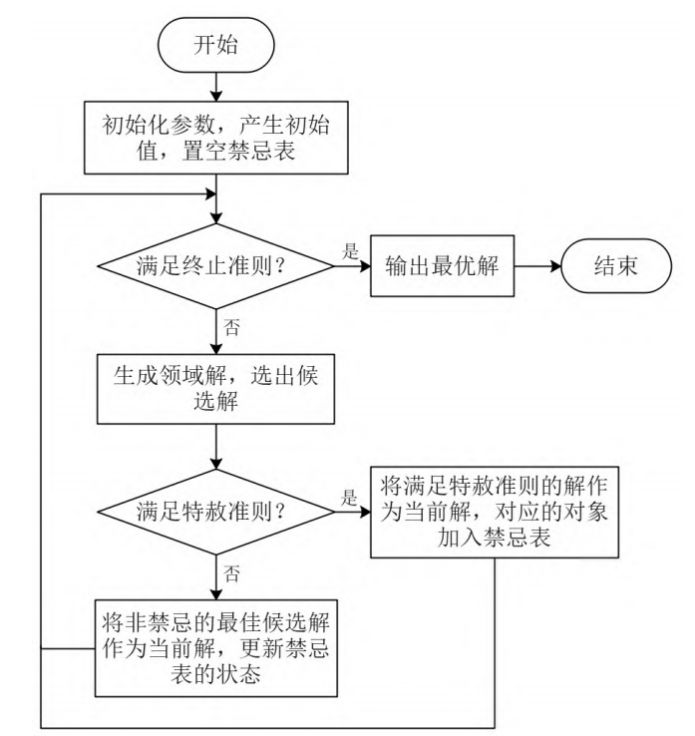 开始
初始化参数，产生初始
值，置空禁忌表
满足终止准则？
是
输出最优解
结束
否
生成领域解，选出候
选解
满足特赦准则？
是
将满足特赦准则的解作
为当前解，对应的对象
加入禁忌表
否
将非禁忌的最佳候选解
作为当前解，更新禁忌
表的状态